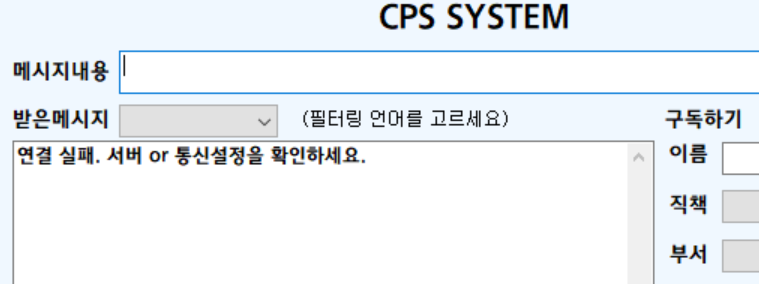 CPS SYSTEM
메시지내용
받은메시지 (필터링 언어를 고르세요) 구독하기
연결 실패. 서버 or 통신설정을 확인하세요.
이름
직책
부서